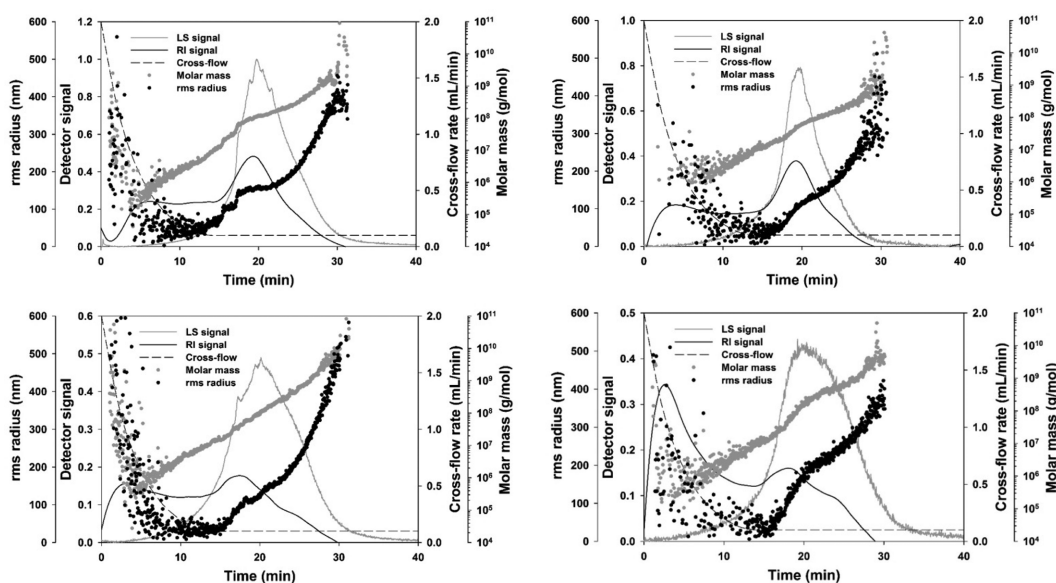 600
500
400
300
200
100
0
rms radius (nm)
1.2
1.0
0.8
0.6
0.4
0.2
0.0
Detector signal
LS signal
RI signal
Cross-flow
Molar mass
rms radius
2.0
1.5
1.0
0.5
0.0
Cross-flow rate (mL/min)
10¹¹
10¹⁰
10⁹
10⁸
10⁷
10⁶
10⁵
10⁴
Molar mass (g/mol)
0 10 20 30 40
Time (min)
600
500
400
300
200
100
0
rms radius (nm)
1.0
0.8
0.6
0.4
0.2
0.0
Detector signal
LS signal
RI signal
Cross-flow
Molar mass
rms radius
2.0
1.5
1.0
0.5
0.0
Cross-flow rate (mL/min)
10¹¹
10¹⁰
10⁹
10⁸
10⁷
10⁶
10⁵
10⁴
Molar mass (g/mol)
0 10 20 30 40
Time (min)
600
500
400
300
200
100
0
rms radius (nm)
0.6
0.5
0.4
0.3
0.2
0.1
0.0
Detector signal
LS signal
RI signal
Cross-flow
Molar mass
rms radius
2.0
1.5
1.0
0.5
0.0
Cross-flow rate (mL/min)
10¹¹
10¹⁰
10⁹
10⁸
10⁷
10⁶
10⁵
10⁴
Molar mass (g/mol)
0 10 20 30 40
Time (min)
600
500
400
300
200
100
0
rms radius (nm)
0.5
0.4
0.3
0.2
0.1
0.0
Detector signal
LS signal
RI signal
Cross-flow
Molar mass
rms radius
2.0
1.5
1.0
0.5
0.0
Cross-flow rate (mL/min)
10¹¹
10¹⁰
10⁹
10⁸
10⁷
10⁶
10⁵
10⁴
Molar mass (g/mol)
0 10 20 30 40
Time (min)